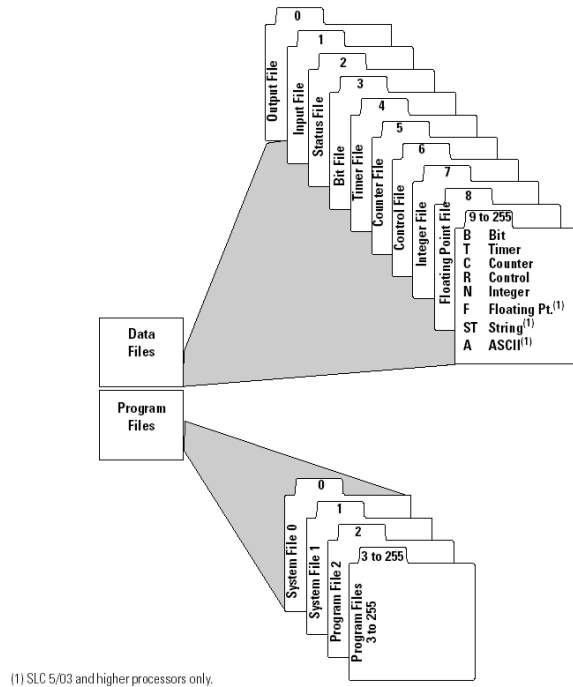 0
Output File
1
Input File
2
Status File
3
Bit File
4
Timer File
5
Counter File
6
Control File
7
Integer File
8
Floating Point File
9 to 255
B Bit
T Timer
C Counter
R Control
N Integer
F Floating Pt.(1)
ST String(1)
A ASCII(1)
Data
Files
Program
Files
0
System File 0
1
System File 1
2
Program File 2
3 to 255
Program Files
3 to 255
(1) SLC 5/03 and higher processors only.